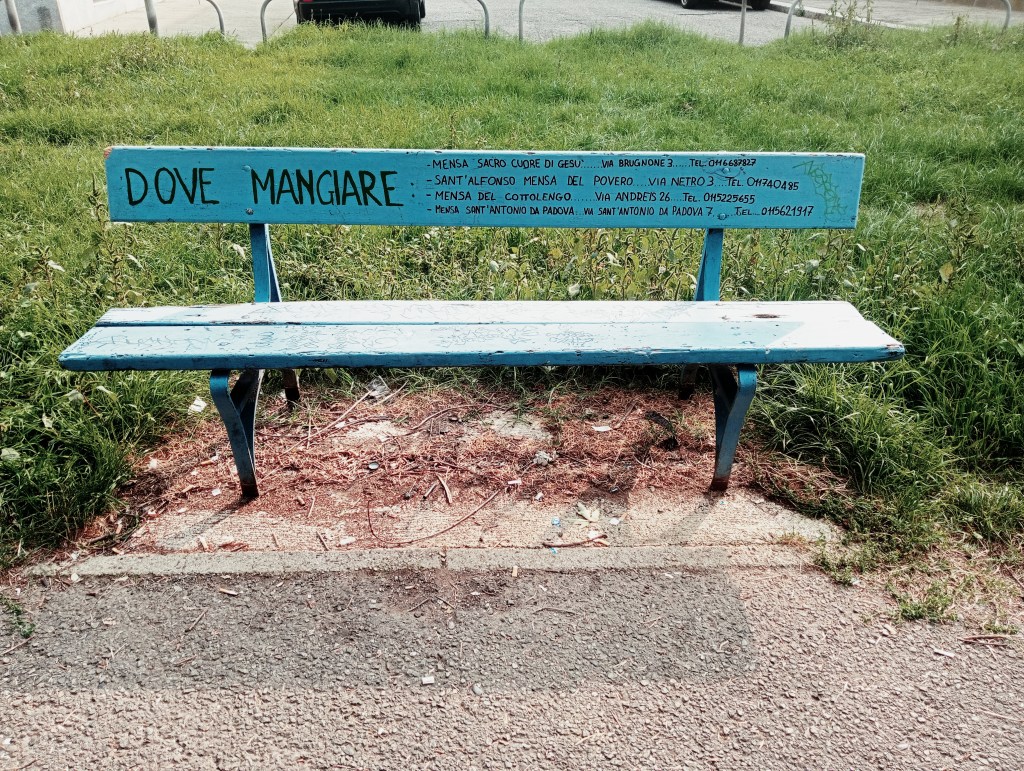 DOVE MANGIARE:
- MENSA "SACRO CUORE DI GESU"......VIA BRUGNONE 3......TEL. 0116687827
- SANT'ALFONSO MENSA DEL POVERO....VIA NETRO 3...TEL. 011740485
- MENSA DEL COTTOLENGO......VIA ANDREIS 26...TEL. 0115225655
- MENSA SANT'ANTONIO DA PADOVA...VIA SANT'ANTONIO DA PADOVA 7...TEL. 0115621917